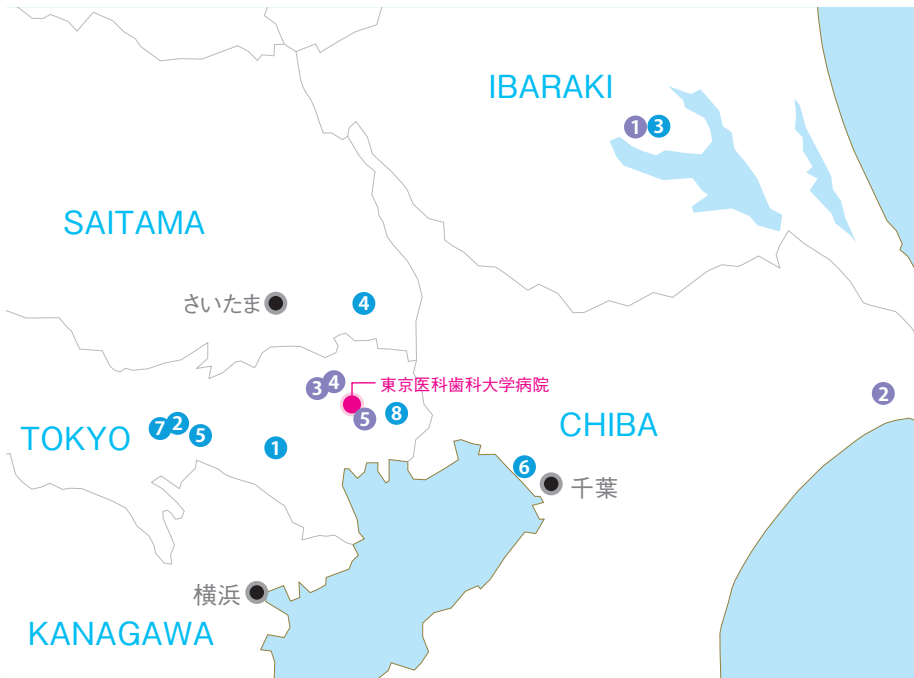 IBARAKI
1 3
SAITAMA
さいたま
4
3 4
東京医科歯科大学病院
2
7 2 5
5 8
TOKYO
1
CHIBA
6
千葉
横浜
KANAGAWA